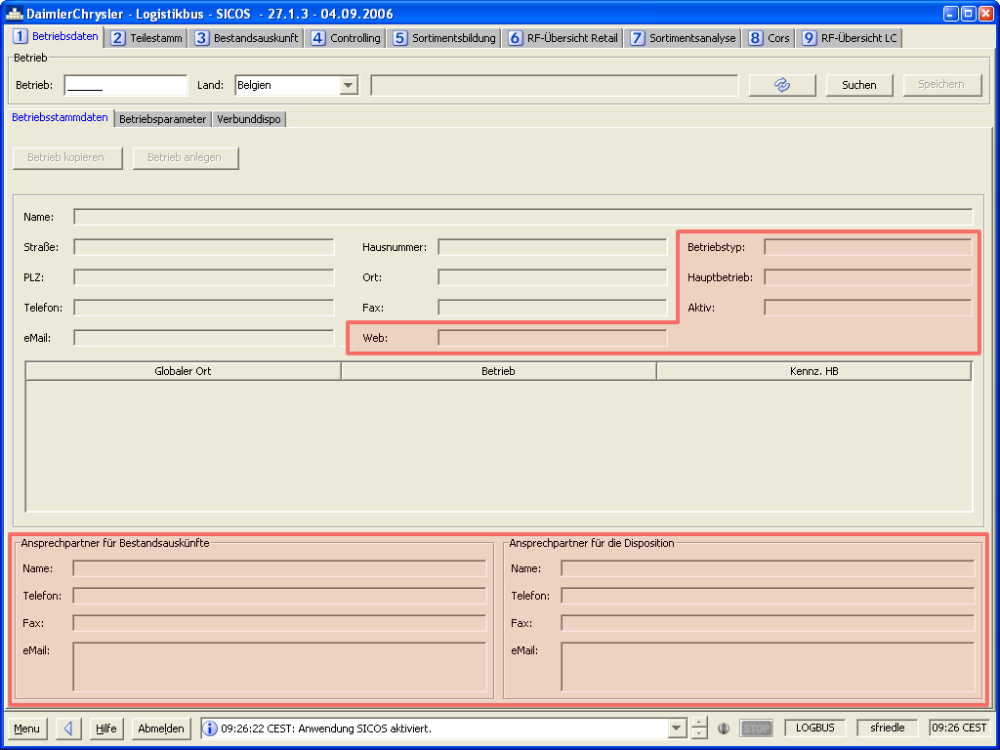 DaimlerChrysler - Logistikbus - SICOS - 27.1.3 - 04.09.2006
1 Betriebsdaten 2 Teilestamm 3 Bestandsauskunft 4 Controlling 5 Sortimentsbildung 6 RF-Übersicht Retail 7 Sortimentsanalyse 8 Cors 9 RF-Übersicht LC
Betrieb
Betrieb: ______ Land: Belgien Suchen Speichern
Betriebsstammdaten Betriebsparameter Verbunddispo
Betrieb kopieren Betrieb anlegen
Name:
Straße: Hausnummer: Betriebstyp:
PLZ: Ort: Hauptbetrieb:
Telefon: Fax: Aktiv:
eMail: Web:
Globaler Ort Betrieb Kennz. HB
Ansprechpartner für Bestandsauskünfte Ansprechpartner für die Disposition
Name: Name:
Telefon: Telefon:
Fax: Fax:
eMail: eMail:
Menu Hilfe Abmelden 09:26:22 CEST: Anwendung SICOS aktiviert. STOP LOGBUS sfriedle 09:26 CEST